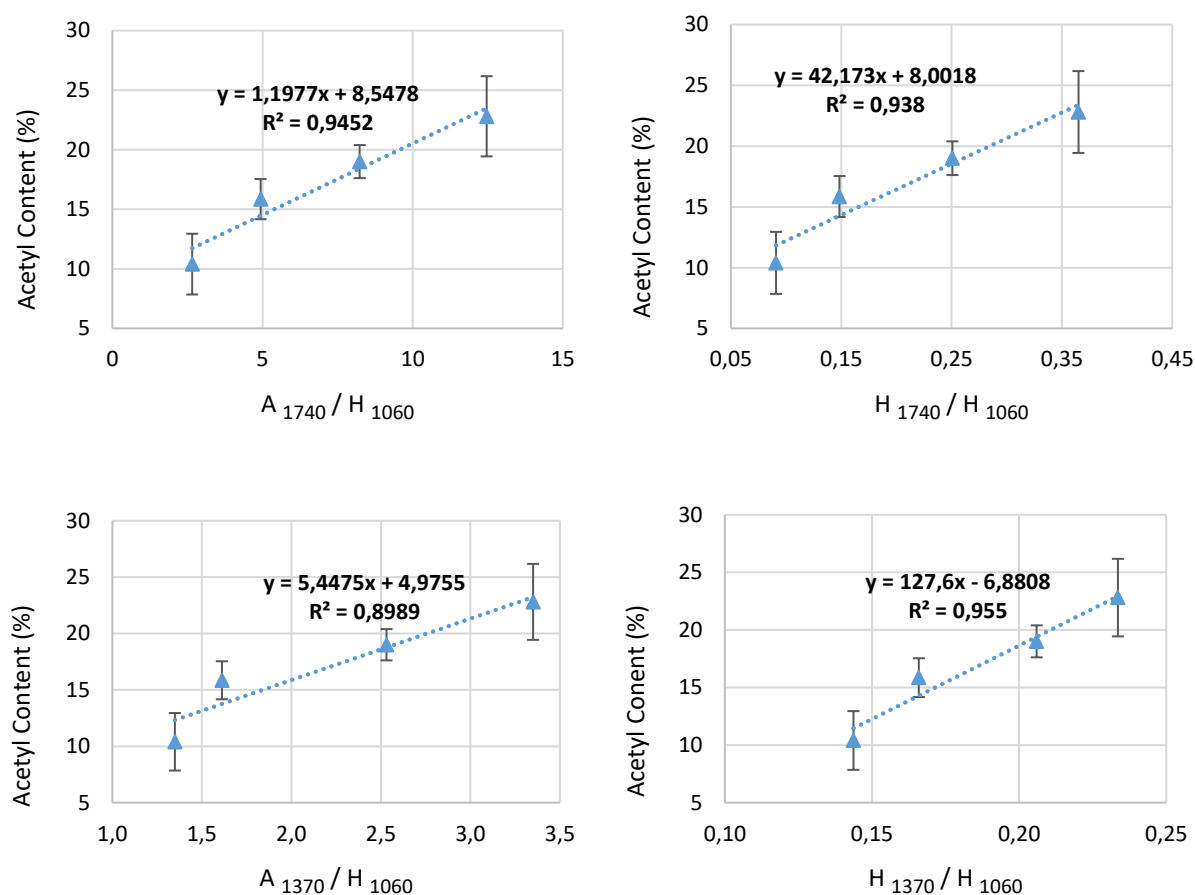 30
25
20
15
10
5
0
5
10
15
Acetyl Content (%)
y = 1,1977x + 8,5478
R² = 0,9452
A 1740 / H 1060
30
25
20
15
10
5
0,05
0,15
0,25
0,35
0,45
Acetyl Content (%)
y = 42,173x + 8,0018
R² = 0,938
H 1740 / H 1060
30
25
20
15
10
5
1,0
1,5
2,0
2,5
3,0
3,5
Acetyl Content (%)
y = 5,4475x + 4,9755
R² = 0,8989
A 1370 / H 1060
30
25
20
15
10
5
0,10
0,15
0,20
0,25
Acetyl Conent (%)
y = 127,6x - 6,8808
R² = 0,955
H 1370 / H 1060